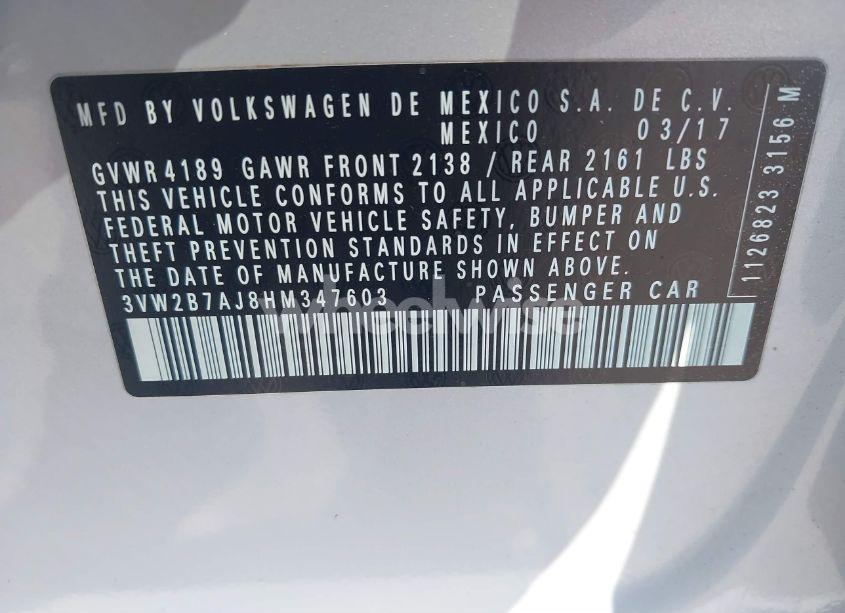 MFD BY VOLKSWAGEN DE MEXICO S.A. DE C.V.
MEXICO 03/17
GVWR 4189 GAWR FRONT 2138 / REAR 2161 LBS
THIS VEHICLE CONFORMS TO ALL APPLICABLE U.S.
FEDERAL MOTOR VEHICLE SAFETY, BUMPER AND
THEFT PREVENTION STANDARDS IN EFFECT ON
THE DATE OF MANUFACTURE SHOWN ABOVE.
3VW2B7AJ8HM347603 PASSENGER CAR
1126823 3156 M
wheelwise